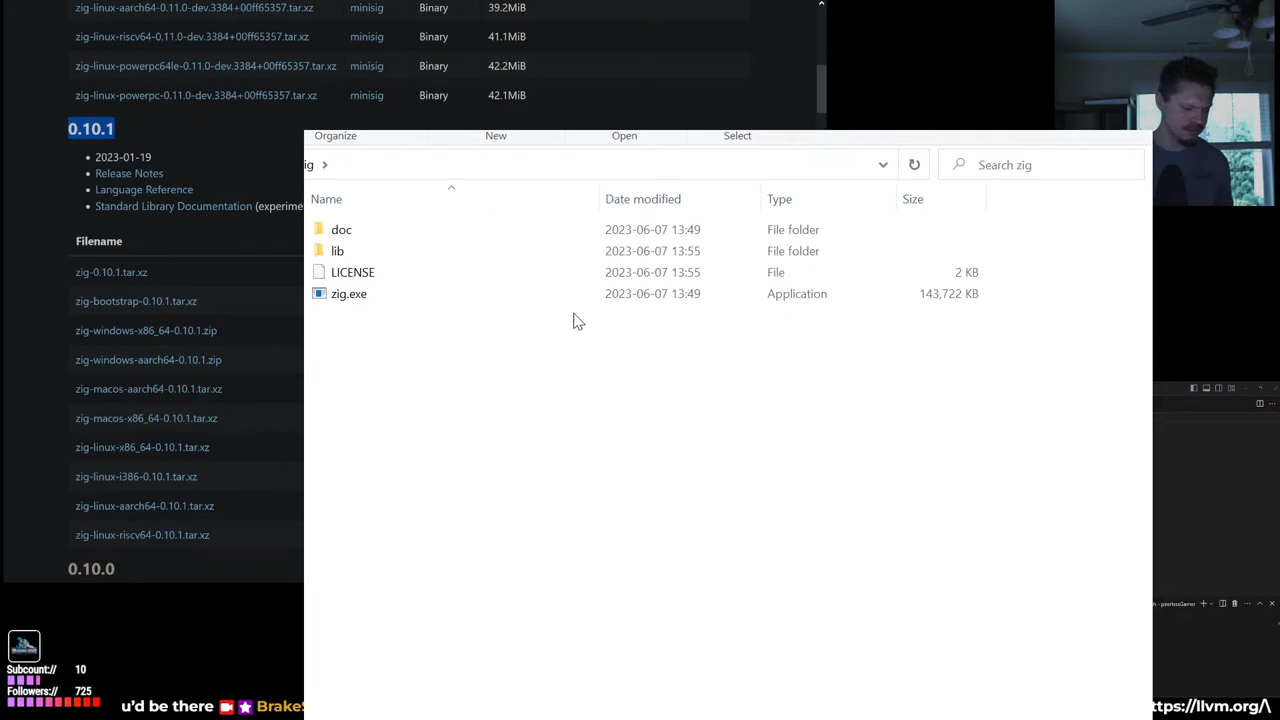 zig-linux-aarch64-0.11.0-dev.3384+00ff65357.tar.xz minisig Binary 39.2MiB
zig-linux-riscv64-0.11.0-dev.3384+00ff65357.tar.xz minisig Binary 41.1MiB
zig-linux-powerpc64le-0.11.0-dev.3384+00ff65357.tar.xz minisig Binary 42.2MiB
zig-linux-powerpc-0.11.0-dev.3384+00ff65357.tar.xz minisig Binary 42.1MiB
0.10.1
2023-01-19
Release Notes
Language Reference
Standard Library Documentation (experime
Filename
zig-0.10.1.tar.xz
zig-bootstrap-0.10.1.tar.xz
zig-windows-x86_64-0.10.1.zip
zig-windows-aarch64-0.10.1.zip
zig-macos-aarch64-0.10.1.tar.xz
zig-macos-x86_64-0.10.1.tar.xz
zig-linux-x86_64-0.10.1.tar.xz
zig-linux-i386-0.10.1.tar.xz
zig-linux-aarch64-0.10.1.tar.xz
zig-linux-riscv64-0.10.1.tar.xz
0.10.0
Organize New Open Select
ig
Search zig
Name Date modified Type Size
doc 2023-06-07 13:49 File folder
lib 2023-06-07 13:55 File folder
LICENSE 2023-06-07 13:55 File 2 KB
zig.exe 2023-06-07 13:49 Application 143,722 KB
n - peerlessGamer
Subcount:// 10
Followers:// 725
u'd be there BrakeS
ttps://llvm.org/\